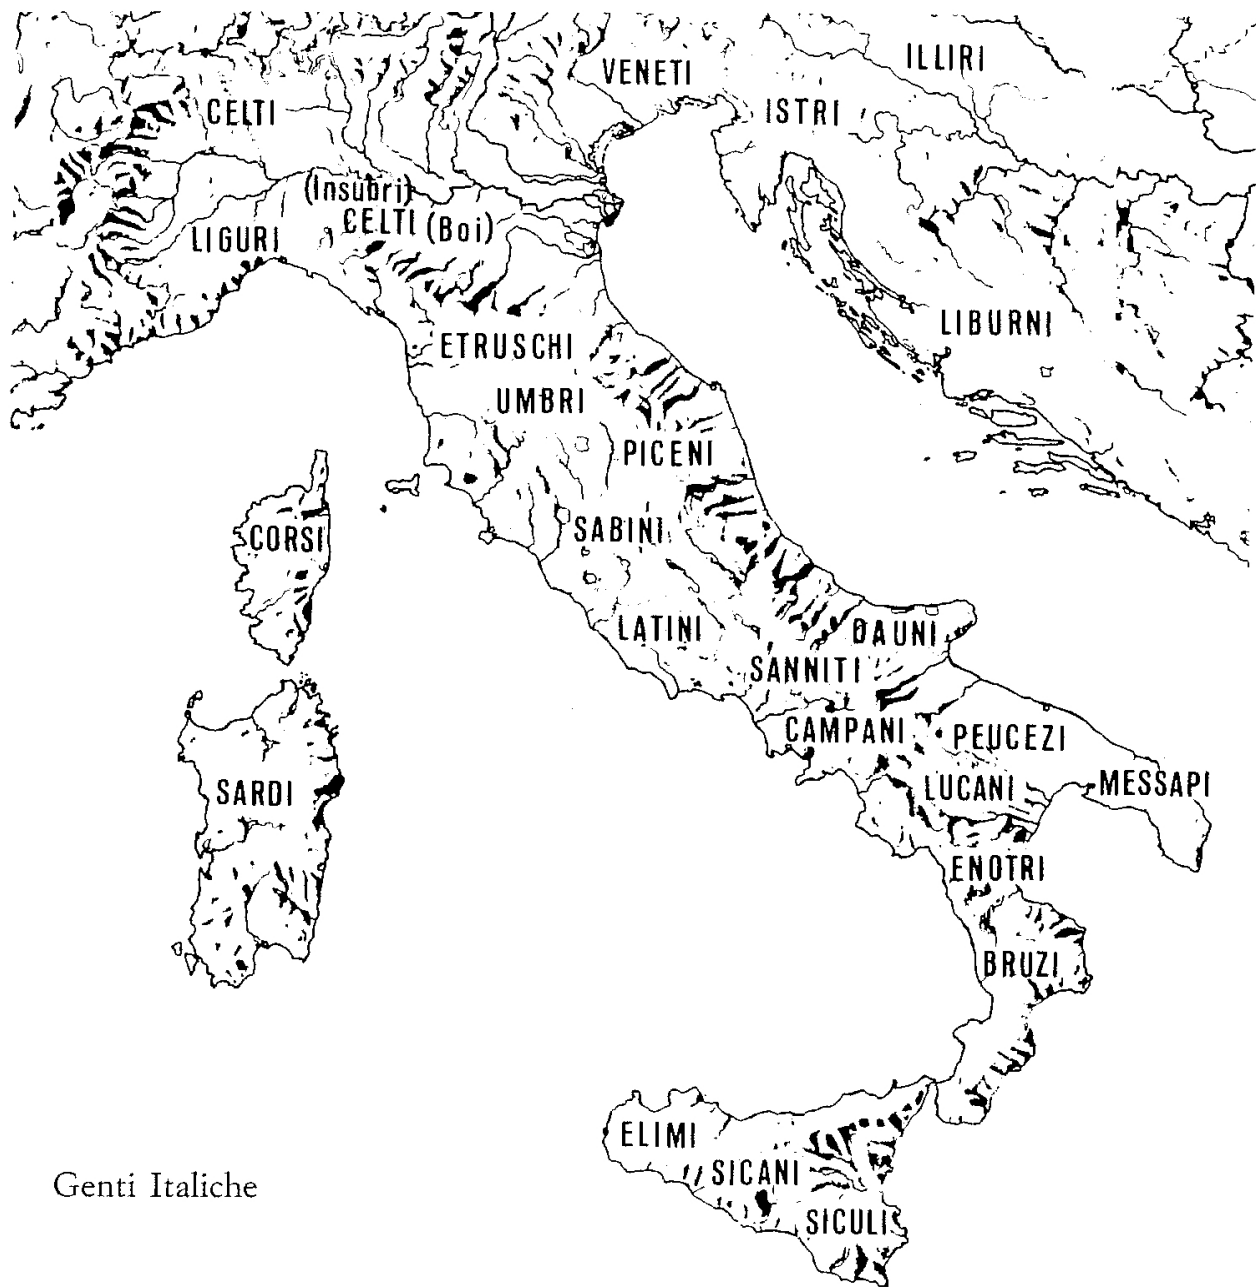 ILLIRI
VENETI
ISTRI
CELTI
(Insubri)
CELTI (Boi)
LIGURI
LIBURNI
ETRUSCHI
UMBRI
PICENI
CORSI
SABINI
LATINI
DAUNI
SANNITI
CAMPANI
PEUCEZI
SARDI
LUCANI
MESSAPI
ENOTRI
BRUZI
ELIMI
SICANI
Genti Italiche
SICULI